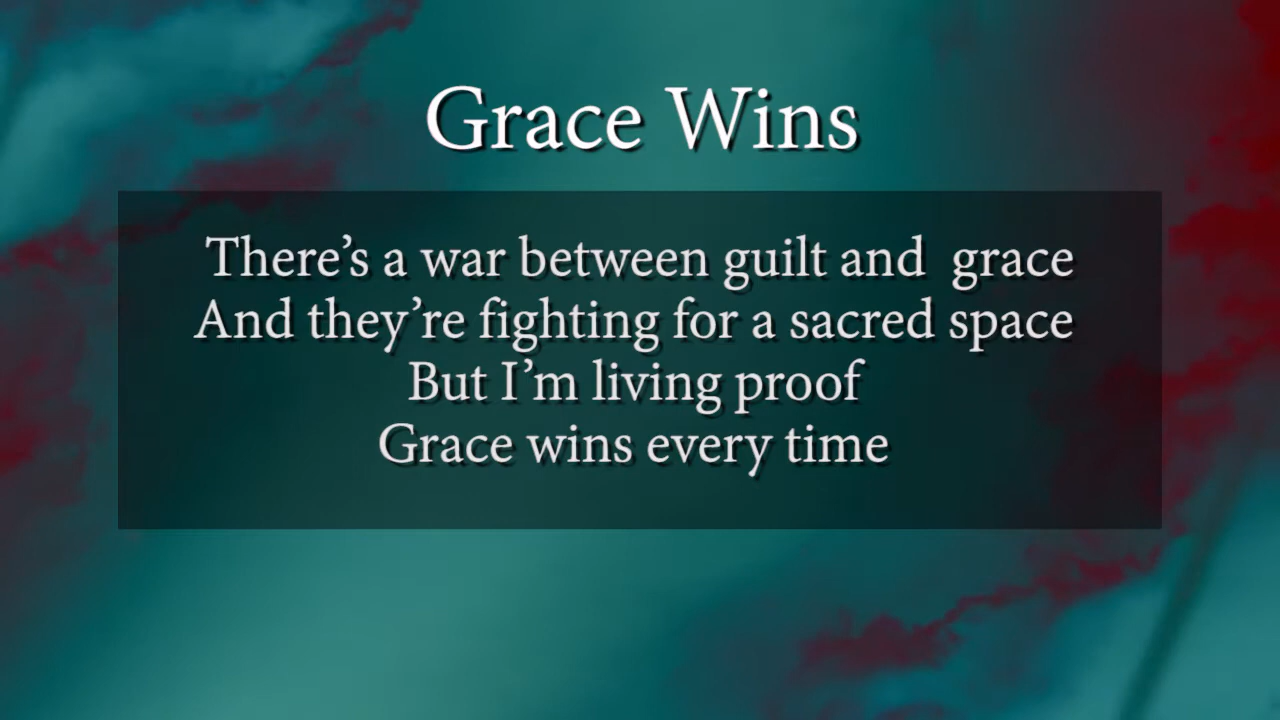 Grace Wins
There’s a war between guilt and  grace
And they’re fighting for a sacred space
But I’m living proof
Grace wins every time